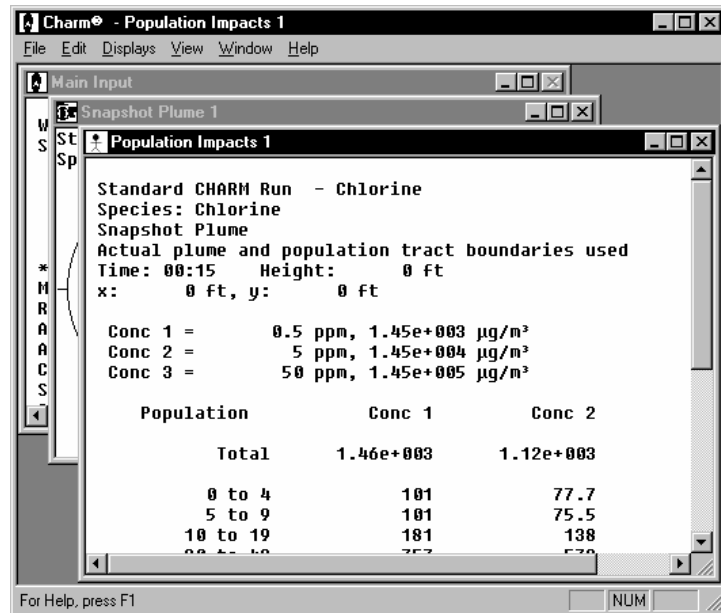 Charm® - Population Impacts 1
File Edit Displays View Window Help
Main Input
Snapshot Plume 1
W
S
St
Sp
Population Impacts 1
Standard CHARM Run - Chlorine
Species: Chlorine
Snapshot Plume
Actual plume and population tract boundaries used
Time: 00:15 Height: 0 ft
x: 0 ft, y: 0 ft
*
M
R
A
A
C
S
Conc 1 = 0.5 ppm, 1.45e+003 µg/m³
Conc 2 = 5 ppm, 1.45e+004 µg/m³
Conc 3 = 50 ppm, 1.45e+005 µg/m³
Population Conc 1 Conc 2
Total 1.46e+003 1.12e+003
0 to 4 101 77.7
5 to 9 101 75.5
10 to 19 181 138
For Help, press F1 NUM